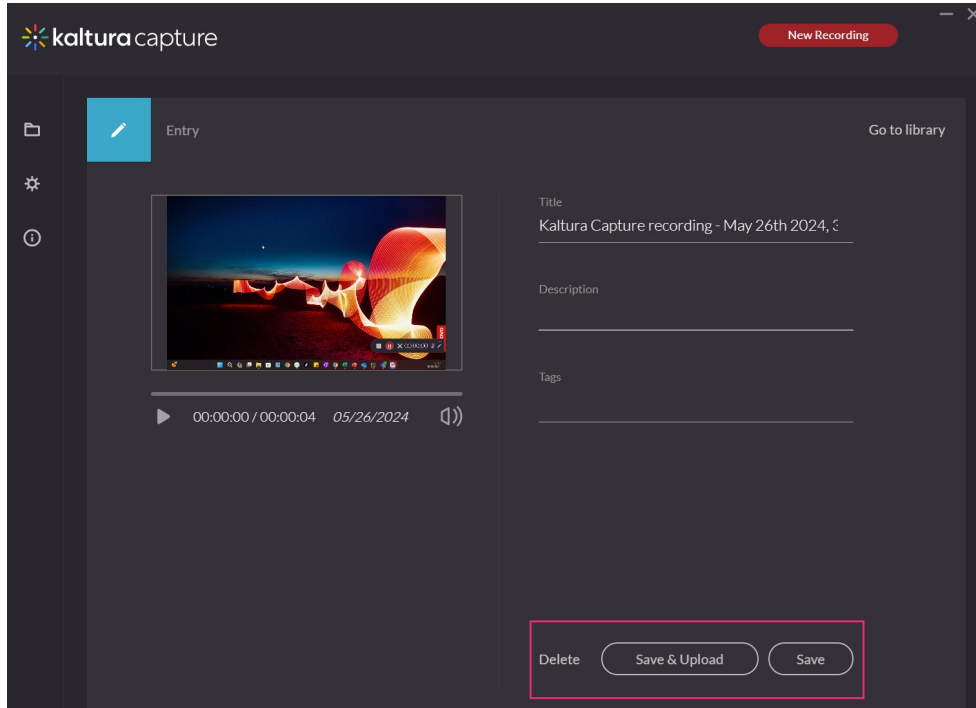 kaltura capture
New Recording
Entry
Go to library
Title
Kaltura Capture recording - May 26th 2024, 3
Description
Tags
00:00:00 / 00:00:04 05/26/2024
Delete Save & Upload Save